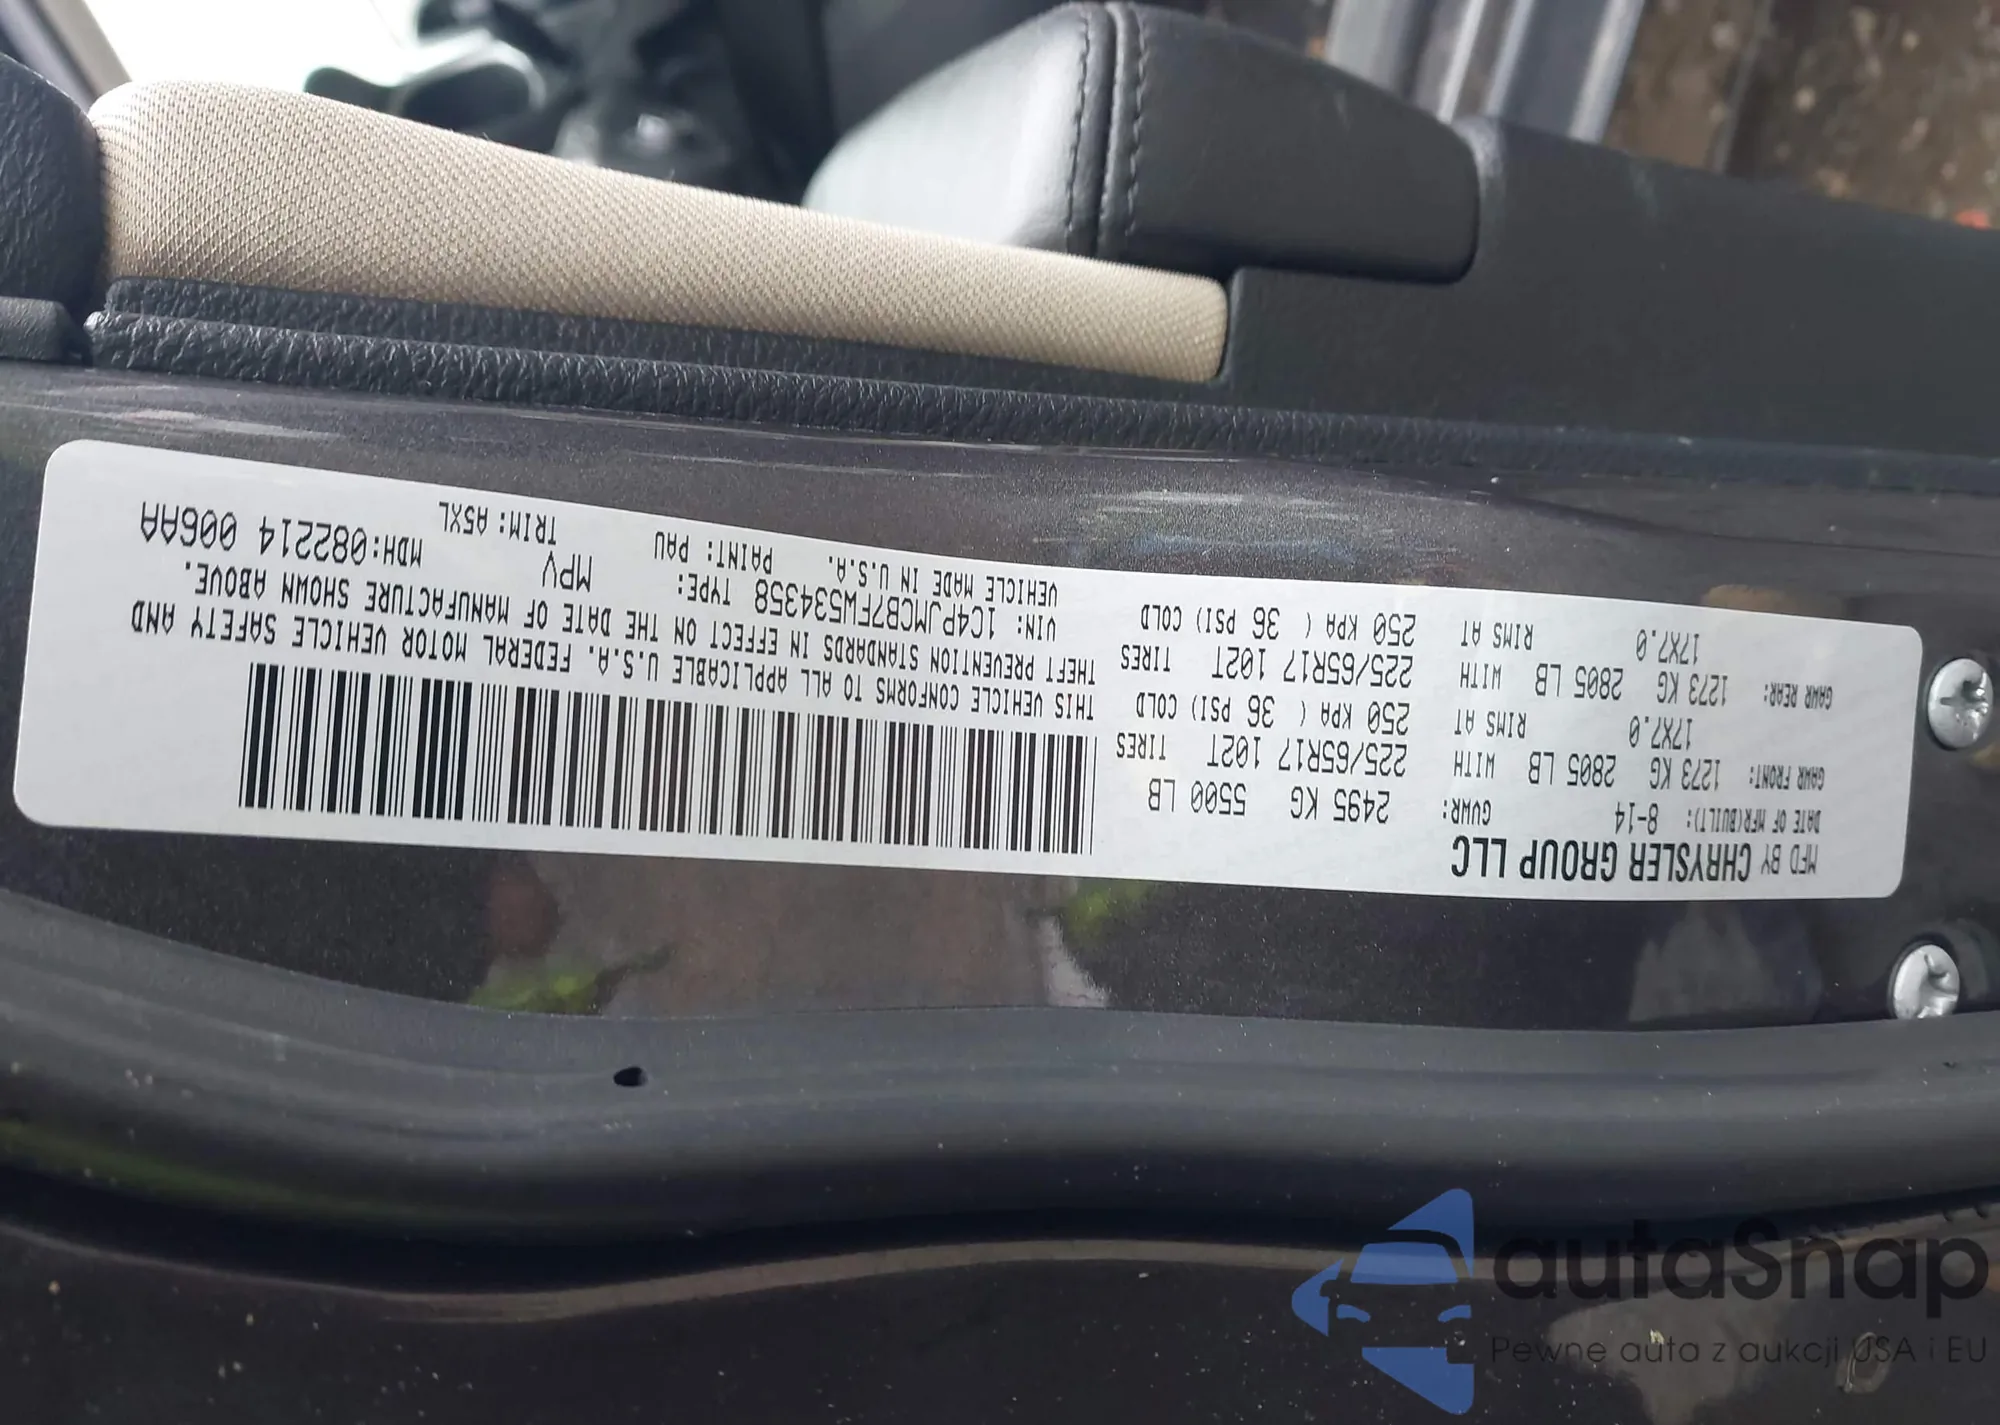 MFD BY CHRYSLER GROUP LLC
DATE OF MFR(BUILT): 8-14 GVWR: 2495 KG 5500 LB
GAWR FRONT: 1273 KG 2805 LB WITH 225/65R17 102T TIRES
17X7.0 RIMS AT 250 KPA ( 36 PSI) COLD
GAWR REAR: 1273 KG 2805 LB WITH 225/65R17 102T TIRES
17X7.0 RIMS AT 250 KPA ( 36 PSI) COLD
THIS VEHICLE CONFORMS TO ALL APPLICABLE U.S.A. FEDERAL MOTOR VEHICLE SAFETY AND
THEFT PREVENTION STANDARDS IN EFFECT ON THE DATE OF MANUFACTURE SHOWN ABOVE.
VIN: 1C4PJMCB7FW534358 TYPE: MPV MDH:082214 006AA
VEHICLE MADE IN U.S.A. PAINT: PAU TRIM: A5XL
autaSnap
Pewne auta z aukcji USA i EU